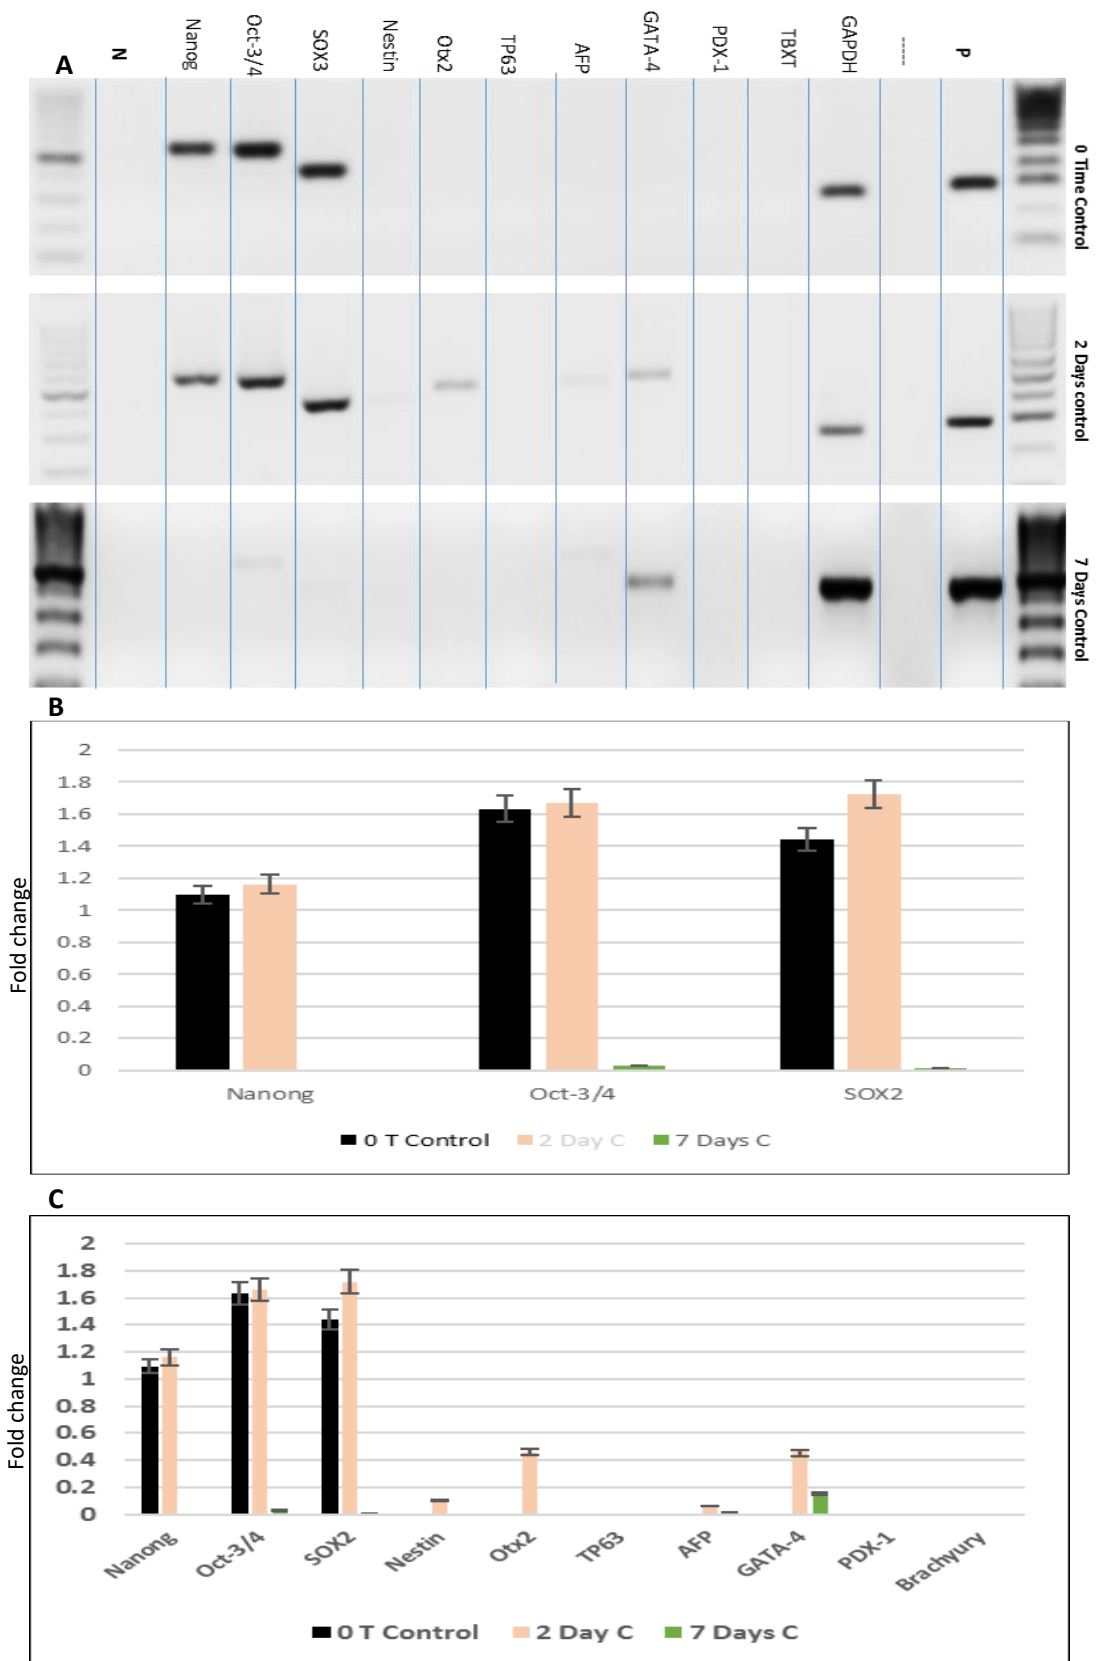 A
N
Nanog
Oct-3/4
SOX3
Nestin
Otx2
TP63
AFP
GATA-4
PDX-1
TBXT
GAPDH
-----
P
0 Time Control
2 Days control
7 Days Control
B
Fold change
2
1.8
1.6
1.4
1.2
1
0.8
0.6
0.4
0.2
0
Nanong Oct-3/4 SOX2
0 T Control 2 Day C 7 Days C
C
Fold change
2
1.8
1.6
1.4
1.2
1
0.8
0.6
0.4
0.2
0
Nanong Oct-3/4 SOX2 Nestin Otx2 TP63 AFP GATA-4 PDX-1 Brachyury
0 T Control 2 Day C 7 Days C